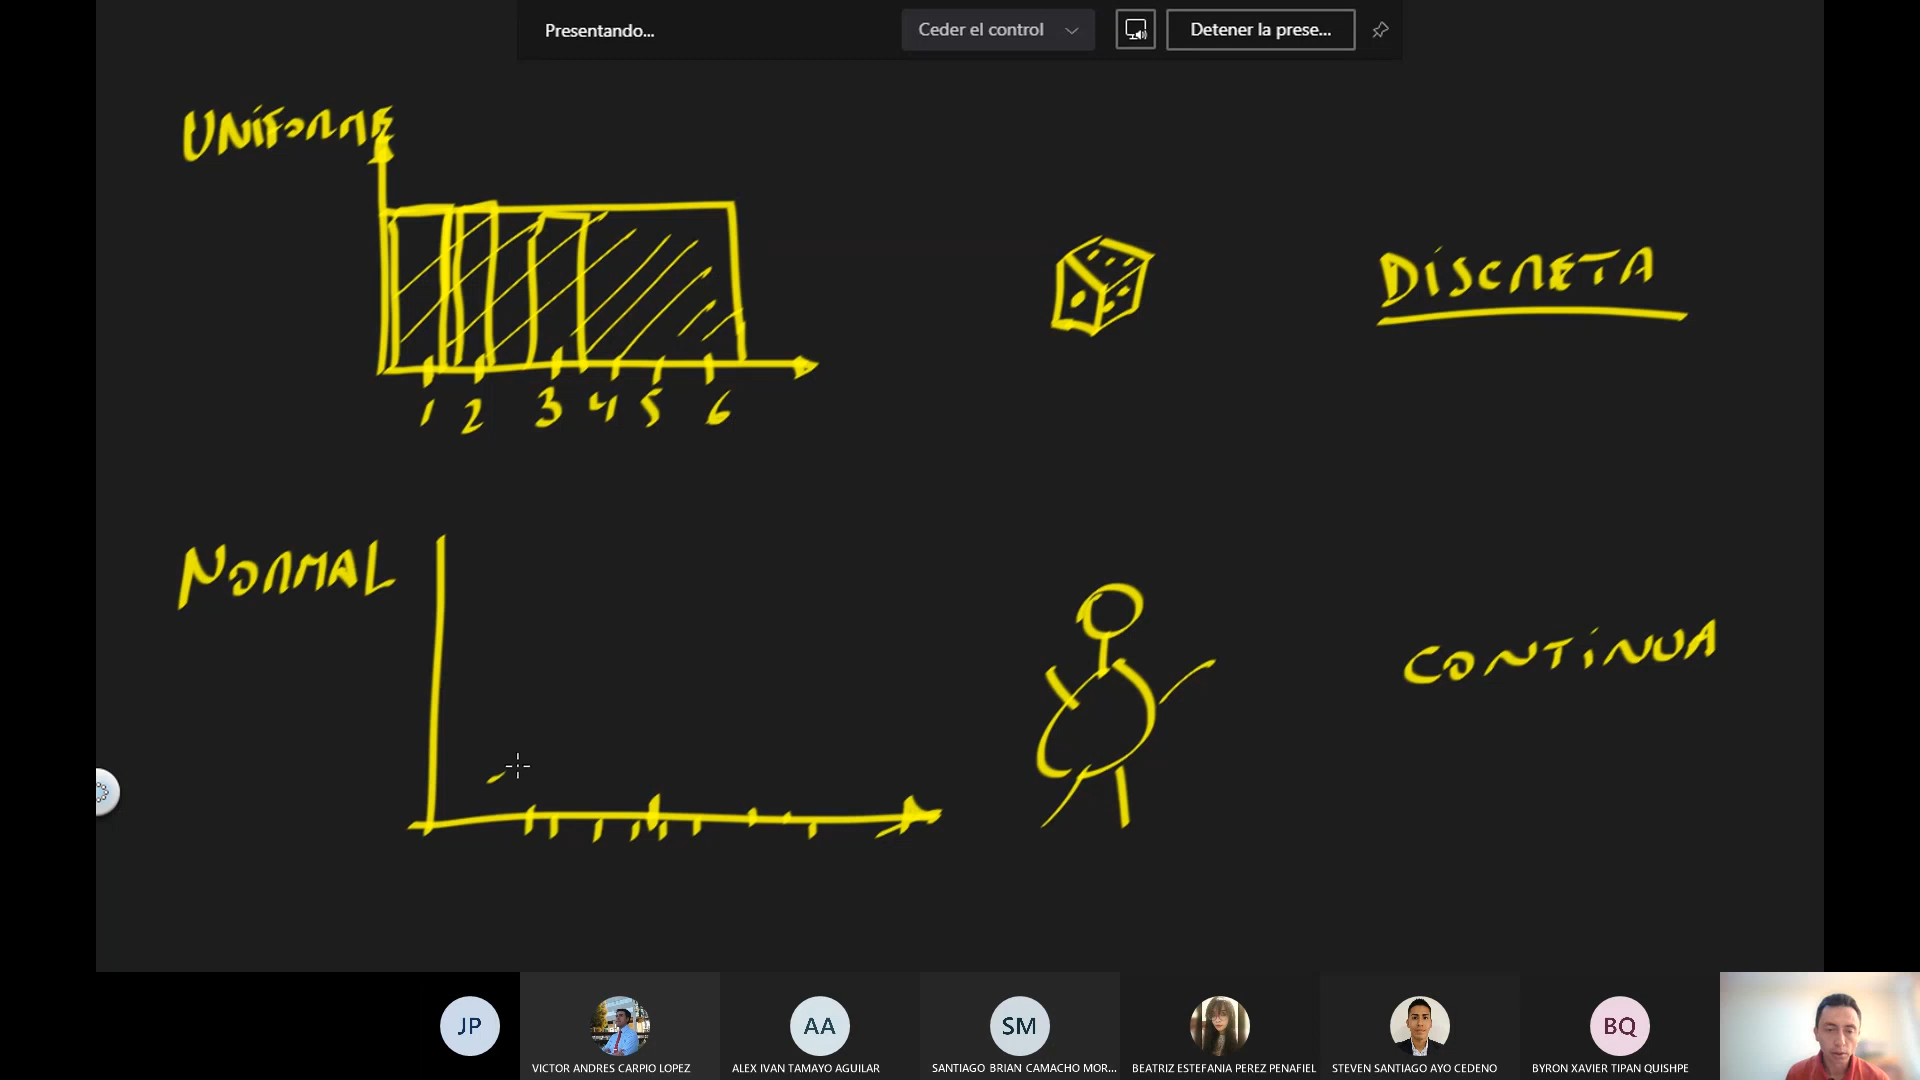 Presentando...
Ceder el control
Detener la prese...
UNIFORME
1 2 3 4 5 6
DISCRETA
NORMAL
CONTINUA
JP
AA
SM
BQ
VICTOR ANDRES CARPIO LOPEZ
ALEX IVAN TAMAYO AGUILAR
SANTIAGO BRIAN CAMACHO MOR...
BEATRIZ ESTEFANIA PEREZ PENAFIEL
STEVEN SANTIAGO AYO CEDENO
BYRON XAVIER TIPAN QUISHPE